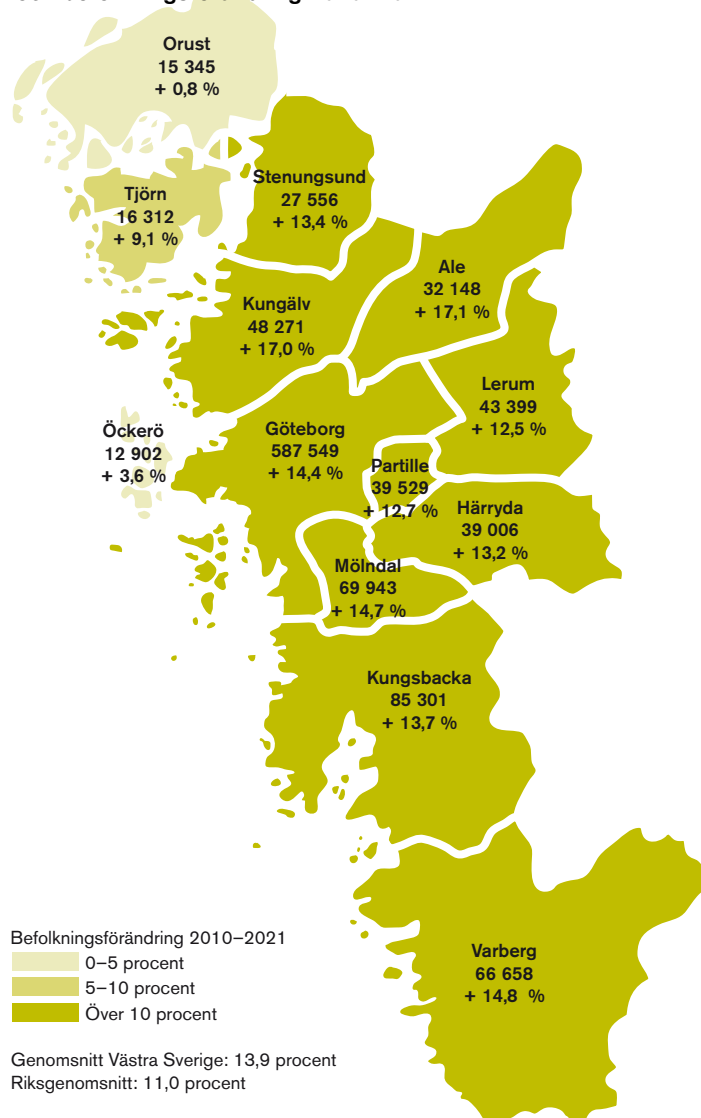 Orust
15 345
+ 0,8 %
Stenungsund
27 556
+ 13,4 %
Tjörn
16 312
+ 9,1 %
Ale
32 148
+ 17,1 %
Kungälv
48 271
+ 17,0 %
Lerum
43 399
+ 12,5 %
Öckerö
12 902
+ 3,6 %
Göteborg
587 549
+ 14,4 %
Partille
39 529
+ 12,7 %
Härryda
39 006
+ 13,2 %
Mölndal
69 943
+ 14,7 %
Kungsbacka
85 301
+ 13,7 %
Varberg
66 658
+ 14,8 %
Befolkningsförändring 2010–2021
0–5 procent
5–10 procent
Över 10 procent
Genomsnitt Västra Sverige: 13,9 procent
Riksgenomsnitt: 11,0 procent